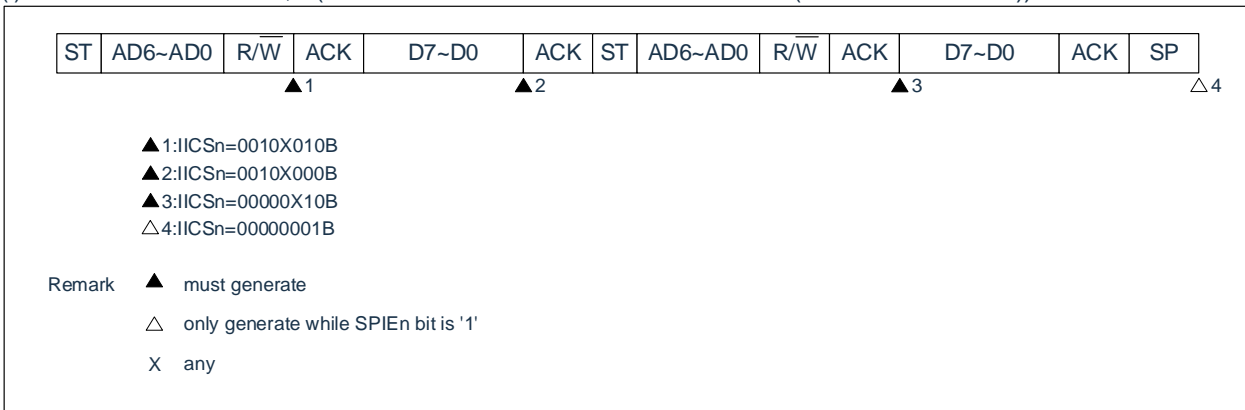 ST AD6~AD0 R/W̅ ACK D7~D0 ACK ST AD6~AD0 R/W̅ ACK D7~D0 ACK SP
▲1 ▲2 ▲3 △4
▲1:IICSn=0010X010B
▲2:IICSn=0010X000B
▲3:IICSn=00000X10B
△4:IICSn=00000001B
Remark ▲ must generate
△ only generate while SPIEn bit is '1'
X any